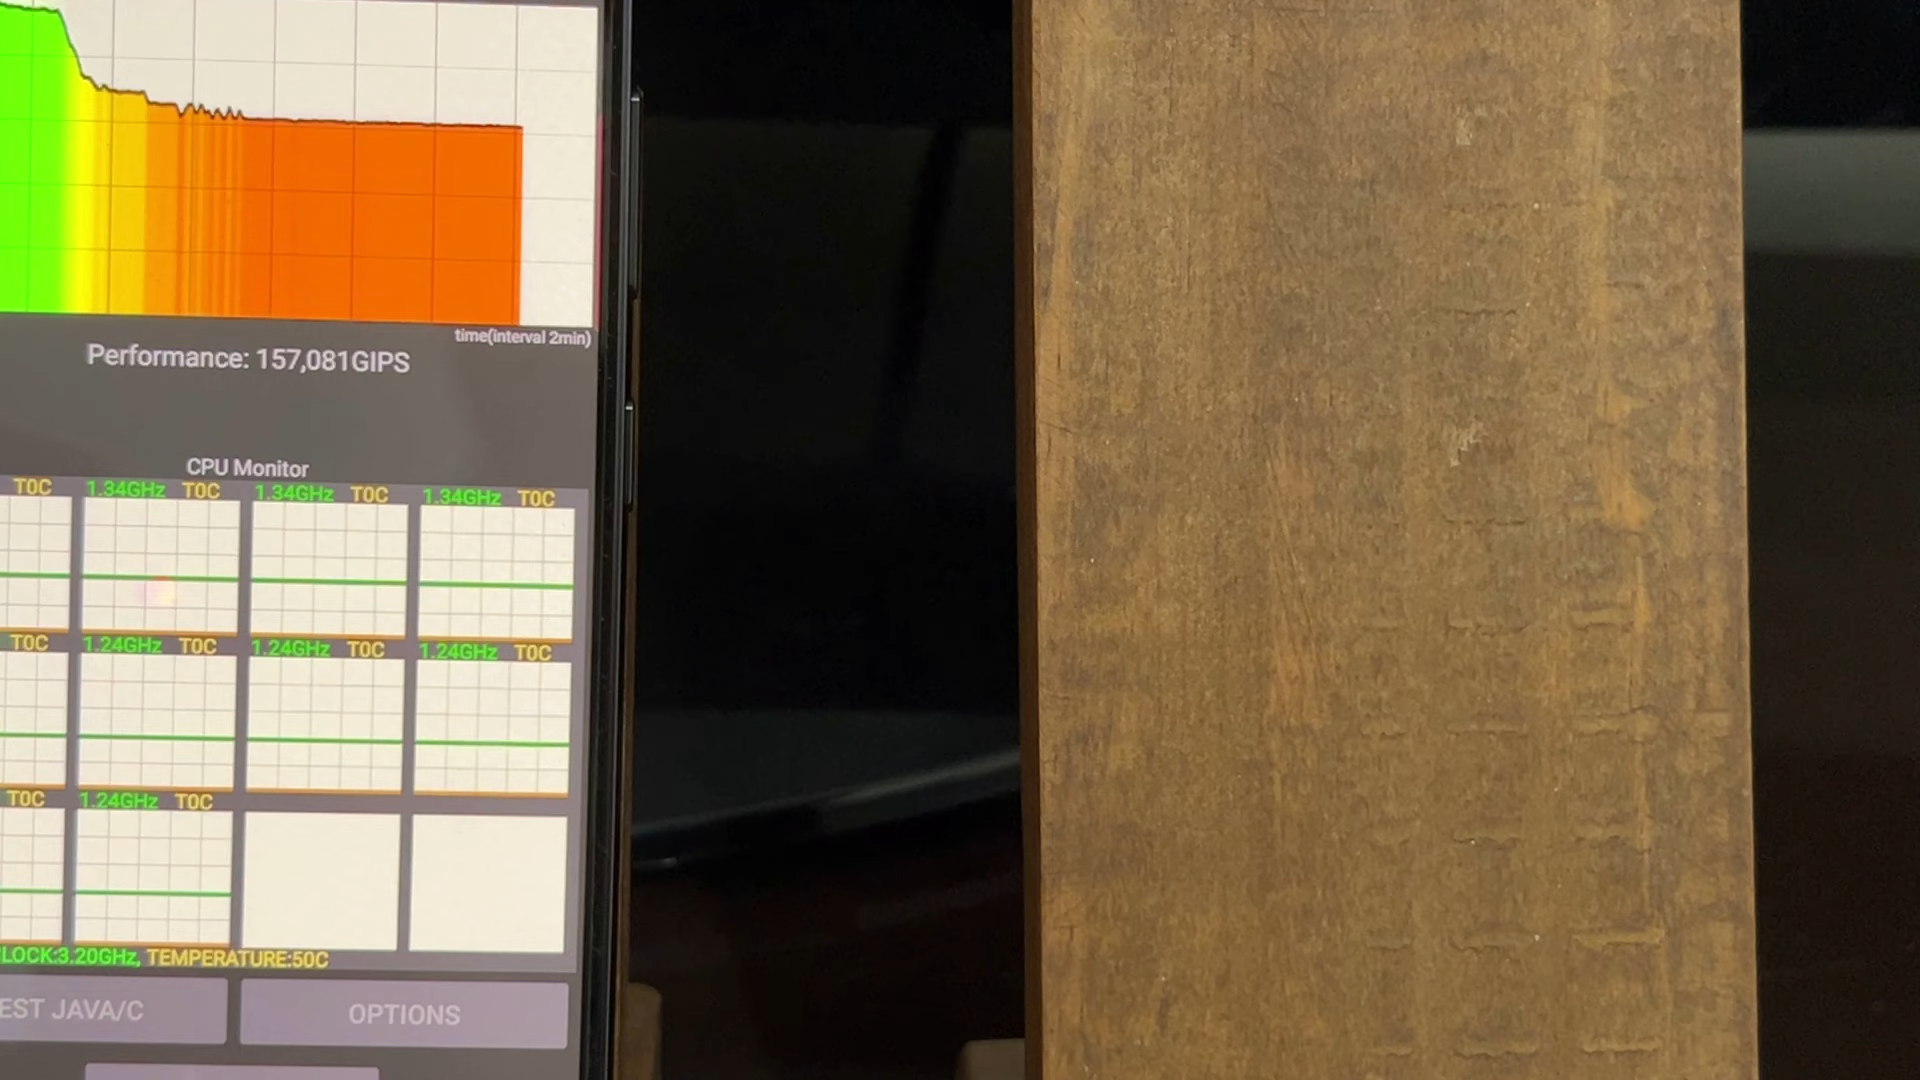 time(interval 2min)
Performance: 157,081GIPS
CPU Monitor
T0C 1.34GHz T0C 1.34GHz T0C 1.34GHz T0C
T0C 1.24GHz T0C 1.24GHz T0C 1.24GHz T0C
T0C 1.24GHz T0C
LOCK:3.20GHz, TEMPERATURE:50C
EST JAVA/C OPTIONS